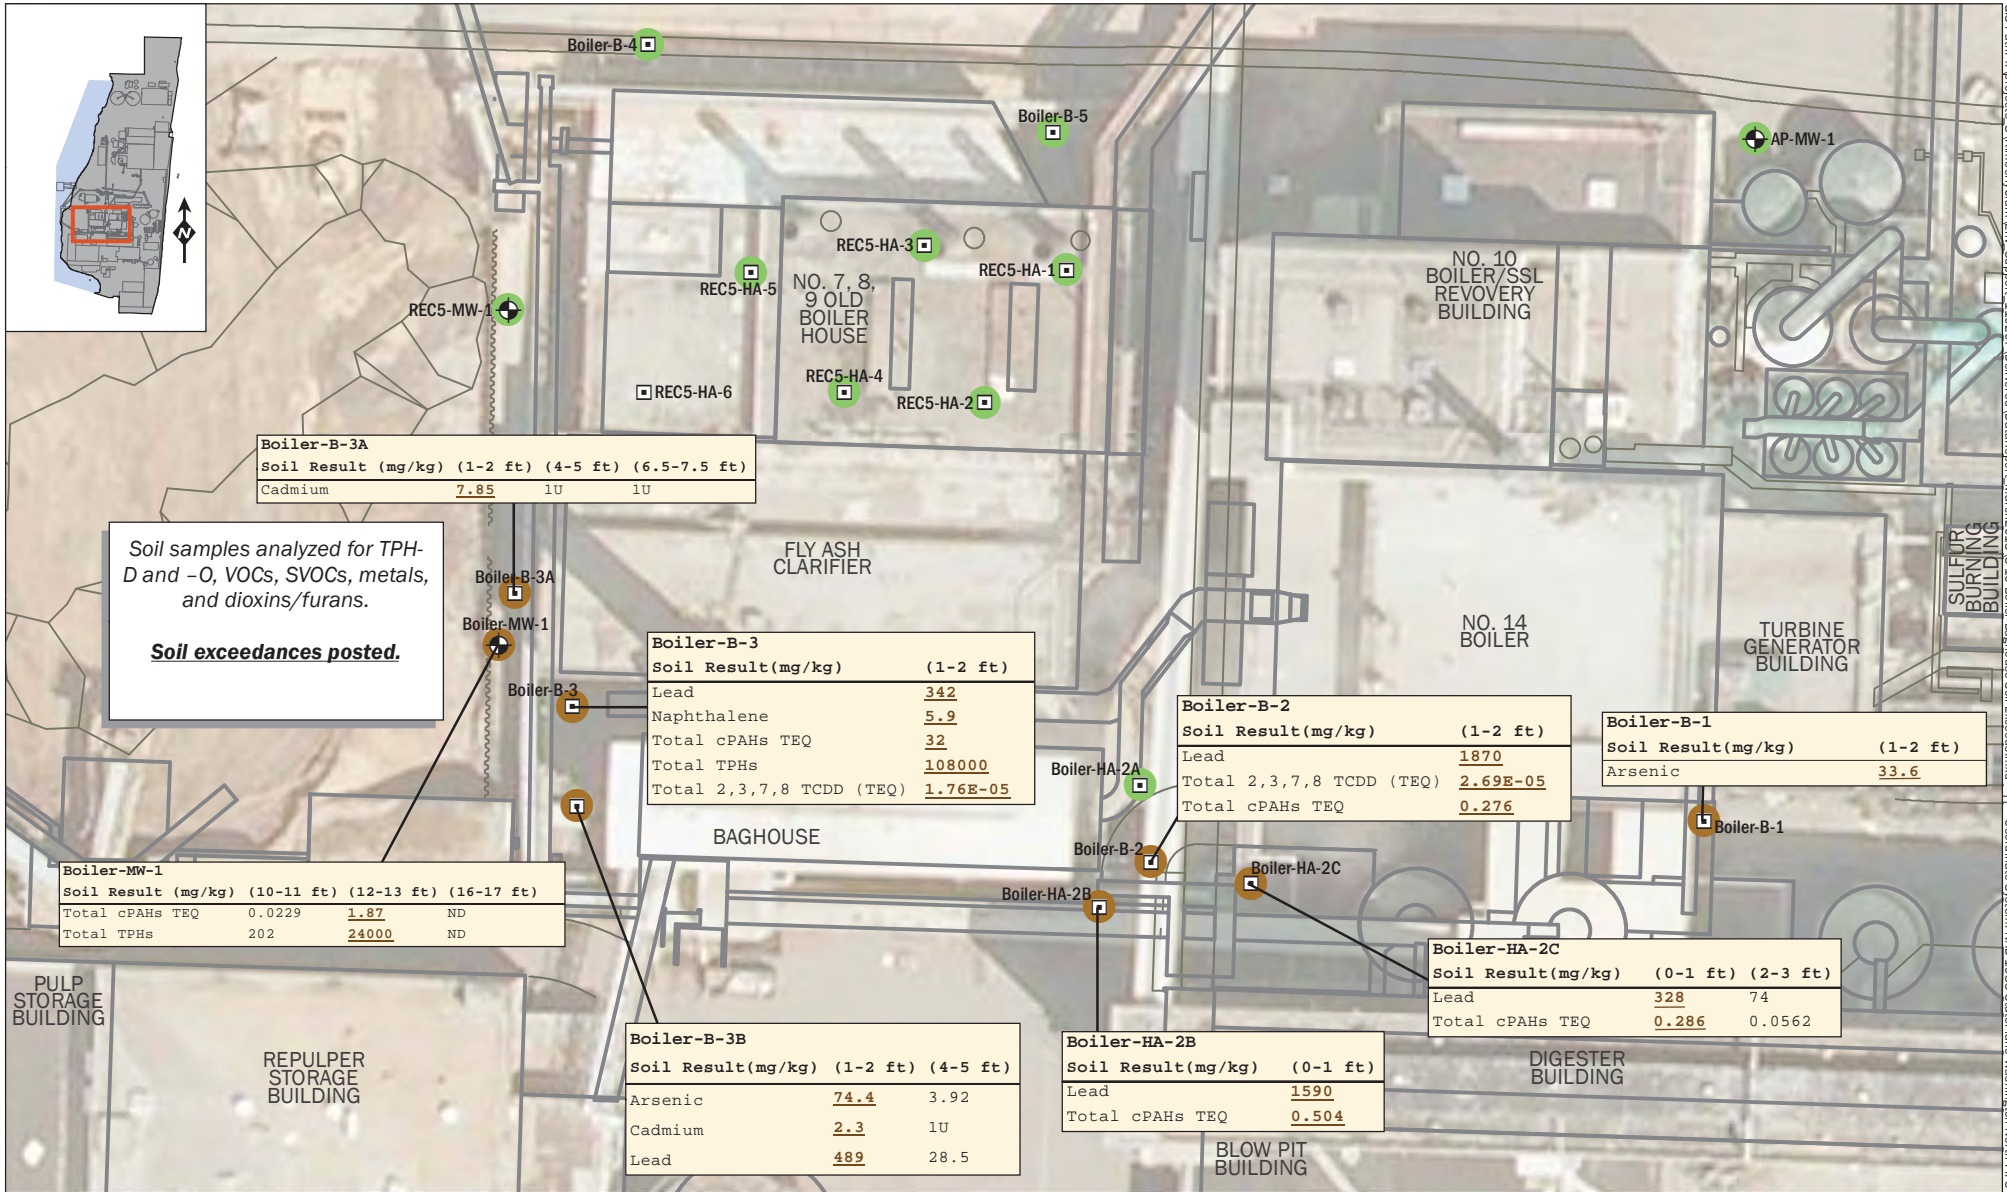 N
Boiler-B-4
Boiler-B-5
AP-MW-1
REC5-HA-3
REC5-HA-1
REC5-HA-5
NO. 7, 8,
9 OLD
BOILER
HOUSE
NO. 10
BOILER/SSL
REVOVERY
BUILDING
REC5-MW-1
REC5-HA-4
REC5-HA-6
REC5-HA-2
Boiler-B-3A
Soil Result (mg/kg) (1-2 ft) (4-5 ft) (6.5-7.5 ft)
Cadmium 7.85 1U 1U
Soil samples analyzed for TPH-
D and –O, VOCs, SVOCs, metals,
and dioxins/furans.
Soil exceedances posted.
FLY ASH
CLARIFIER
SULFUR
BURNING
BUILDING
Boiler-B-3A
Boiler-MW-1
NO. 14
BOILER
TURBINE
GENERATOR
BUILDING
Boiler-B-3
Boiler-B-3
Soil Result(mg/kg) (1-2 ft)
Lead 342
Naphthalene 5.9
Total cPAHs TEQ 32
Total TPHs 108000
Total 2,3,7,8 TCDD (TEQ) 1.76E-05
Boiler-B-2
Soil Result(mg/kg) (1-2 ft)
Lead 1870
Total 2,3,7,8 TCDD (TEQ) 2.69E-05
Total cPAHs TEQ 0.276
Boiler-B-1
Soil Result(mg/kg) (1-2 ft)
Arsenic 33.6
Boiler-HA-2A
BAGHOUSE
Boiler-B-1
Boiler-B-2
Boiler-HA-2C
Boiler-HA-2B
Boiler-MW-1
Soil Result (mg/kg) (10-11 ft) (12-13 ft) (16-17 ft)
Total cPAHs TEQ 0.0229 1.87 ND
Total TPHs 202 24000 ND
Boiler-HA-2C
Soil Result(mg/kg) (0-1 ft) (2-3 ft)
Lead 328 74
Total cPAHs TEQ 0.286 0.0562
PULP
STORAGE
BUILDING
REPULPER
STORAGE
BUILDING
Boiler-B-3B
Soil Result(mg/kg) (1-2 ft) (4-5 ft)
Arsenic 74.4 3.92
Cadmium 2.3 1U
Lead 489 28.5
Boiler-HA-2B
Soil Result(mg/kg) (0-1 ft)
Lead 1590
Total cPAHs TEQ 0.504
DIGESTER
BUILDING
BLOW PIT
BUILDING